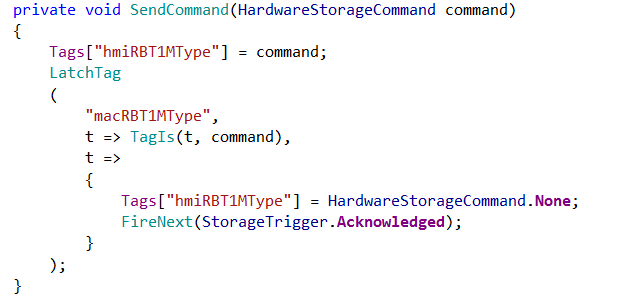 private void SendCommand(HardwareStorageCommand command)
{
    Tags["hmiRBT1MType"] = command;
    LatchTag
    (
        "macRBT1MType",
        t => TagIs(t, command),
        t =>
        {
            Tags["hmiRBT1MType"] = HardwareStorageCommand.None;
            FireNext(StorageTrigger.Acknowledged);
        }
    );
}